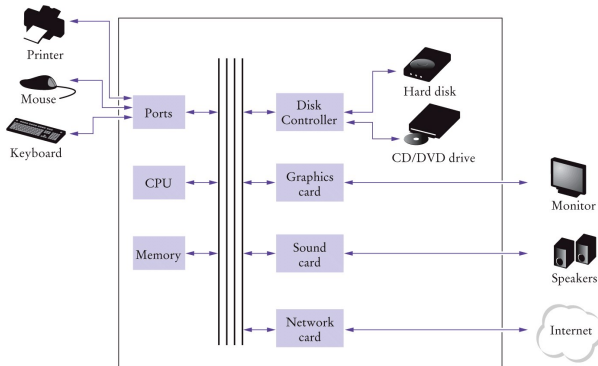 Printer
Mouse
Keyboard
Ports
CPU
Memory
Disk
Controller
Graphics
card
Sound
card
Network
card
Hard disk
CD/DVD drive
Monitor
Speakers
Internet